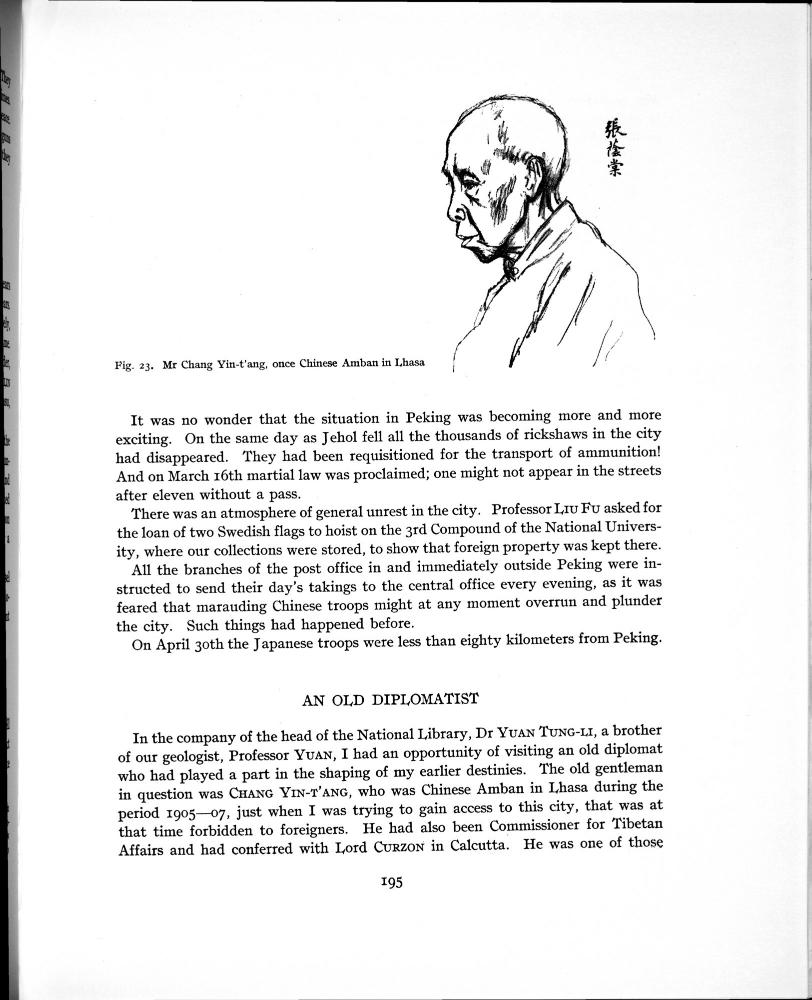 張
蔭
棠
Fig. 23. Mr Chang Yin-t'ang, once Chinese Amban in Lhasa
It was no wonder that the situation in Peking was becoming more and more
exciting. On the same day as Jehol fell all the thousands of rickshaws in the city
had disappeared. They had been requisitioned for the transport of ammunition!
And on March 16th martial law was proclaimed; one might not appear in the streets
after eleven without a pass.
There was an atmosphere of general unrest in the city. Professor LIU FU asked for
the loan of two Swedish flags to hoist on the 3rd Compound of the National Univers-
ity, where our collections were stored, to show that foreign property was kept there.
All the branches of the post office in and immediately outside Peking were in-
structed to send their day's takings to the central office every evening, as it was
feared that marauding Chinese troops might at any moment overrun and plunder
the city. Such things had happened before.
On April 30th the Japanese troops were less than eighty kilometers from Peking.
AN OLD DIPLOMATIST
In the company of the head of the National Library, Dr YUAN TUNG-LI, a brother
of our geologist, Professor YUAN, I had an opportunity of visiting an old diplomat
who had played a part in the shaping of my earlier destinies. The old gentleman
in question was CHANG YIN-T'ANG, who was Chinese Amban in Lhasa during the
period 1905—07, just when I was trying to gain access to this city, that was at
that time forbidden to foreigners. He had also been Commissioner for Tibetan
Affairs and had conferred with Lord CURZON in Calcutta. He was one of those
195